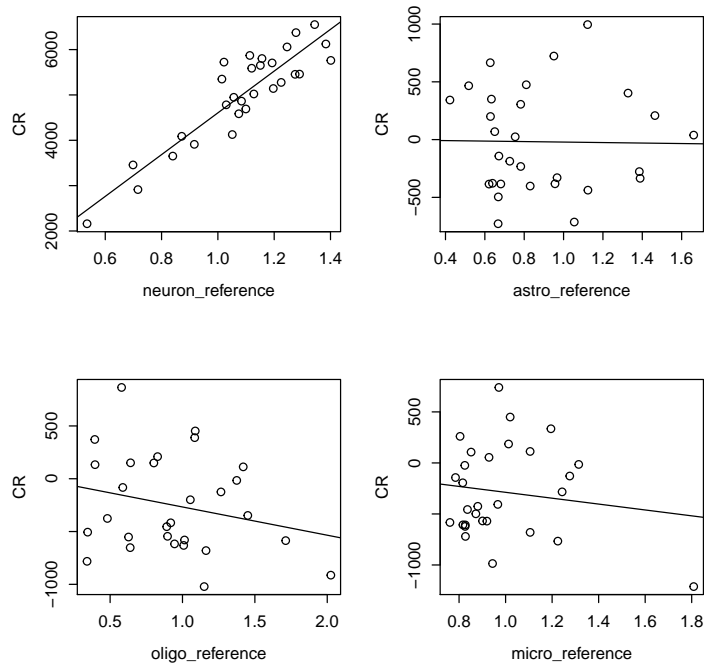 6000
4000
2000
CR
0.6 0.8 1.0 1.2 1.4
neuron_reference
1000
500
0
−500
CR
0.4 0.6 0.8 1.0 1.2 1.4 1.6
astro_reference
500
0
−1000
CR
0.5 1.0 1.5 2.0
oligo_reference
500
0
−1000
CR
0.8 1.0 1.2 1.4 1.6 1.8
micro_reference